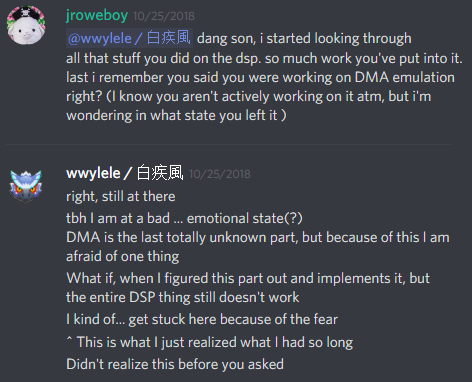 jroweboy 10/25/2018
@wwylele / 白疾風 dang son, i started looking through
all that stuff you did on the dsp. so much work you've put into it.
last i remember you said you were working on DMA emulation
right? (I know you aren't actively working on it atm, but i'm
wondering in what state you left it )
wwylele / 白疾風 10/25/2018
right, still at there
tbh I am at a bad ... emotional state(?)
DMA is the last totally unknown part, but because of this I am
afraid of one thing
What if, when I figured this part out and implements it, but
the entire DSP thing still doesn't work
I kind of... get stuck here because of the fear
^ This is what I just realized what I had so long
Didn't realize this before you asked